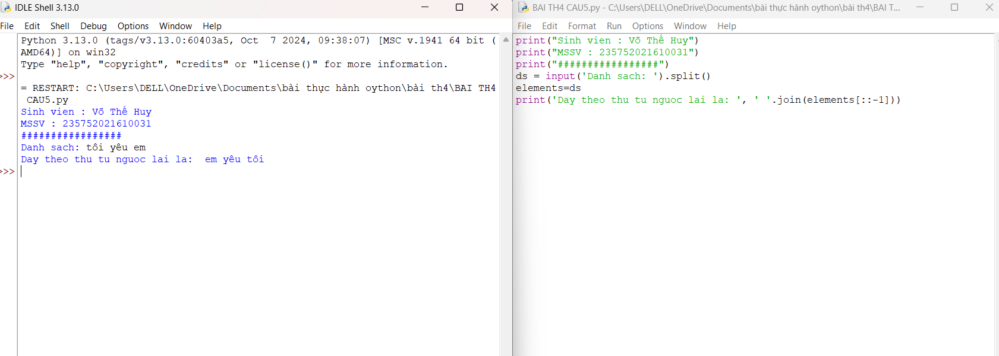 IDLE Shell 3.13.0
File Edit Shell Debug Options Window Help
Python 3.13.0 (tags/v3.13.0:60403a5, Oct  7 2024, 09:38:07) [MSC v.1941 64 bit (
AMD64)] on win32
Type "help", "copyright", "credits" or "license()" for more information.
>>>
= RESTART: C:\Users\DELL\OneDrive\Documents\bài thực hành oython\bài th4\BAI TH4
 CAU5.py
Sinh vien : Võ Thế Huy
MSSV : 235752021610031
#################
Danh sach: tôi yêu em
Day theo thu tu nguoc lai la:  em yêu tôi
>>>
BAI TH4 CAU5.py - C:\Users\DELL\OneDrive\Documents\bài thực hành oython\bài th4\BAI T...
File Edit Format Run Options Window Help
print("Sinh vien : Võ Thế Huy")
print("MSSV : 235752021610031")
print("#################")
ds = input('Danh sach: ').split()
elements=ds
print('Day theo thu tu nguoc lai la: ', ' '.join(elements[::-1]))